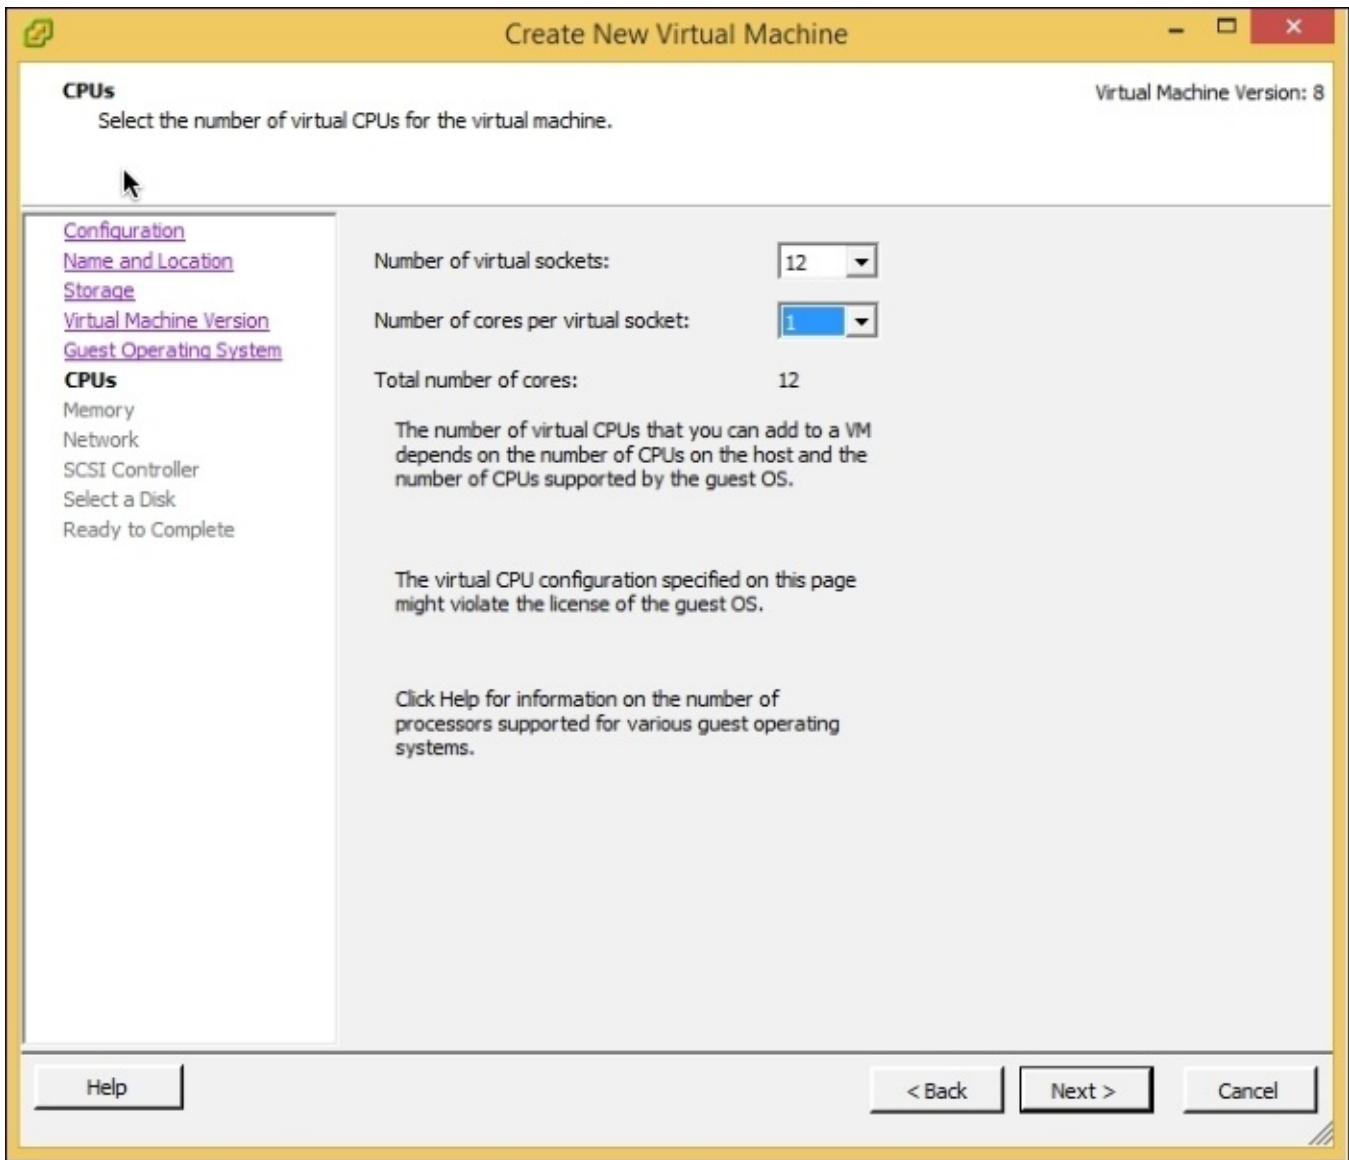 Create New Virtual Machine
CPUs
Virtual Machine Version: 8
Select the number of virtual CPUs for the virtual machine.
Configuration
Name and Location
Storage
Virtual Machine Version
Guest Operating System
CPUs
Memory
Network
SCSI Controller
Select a Disk
Ready to Complete
Number of virtual sockets: 12
Number of cores per virtual socket: 1
Total number of cores: 12
The number of virtual CPUs that you can add to a VM
depends on the number of CPUs on the host and the
number of CPUs supported by the guest OS.
The virtual CPU configuration specified on this page
might violate the license of the guest OS.
Click Help for information on the number of
processors supported for various guest operating
systems.
Help
< Back
Next >
Cancel